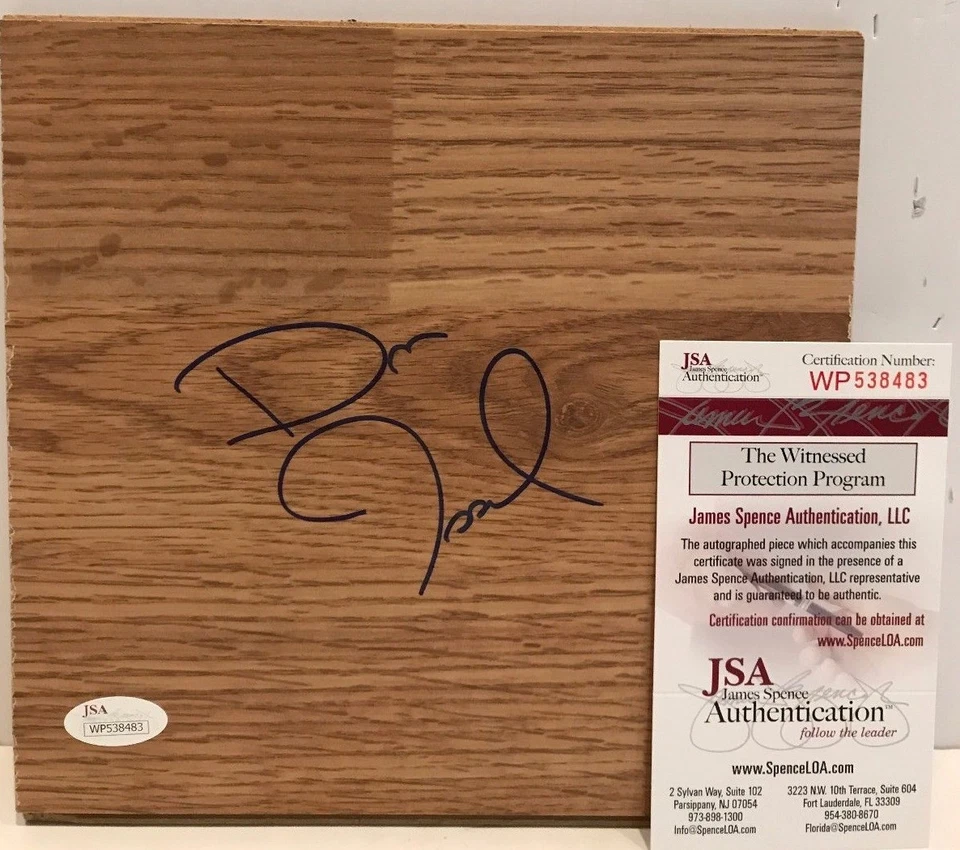 JSA
James Spence
Authentication
Certification Number:
WP538483
The Witnessed
Protection Program
James Spence Authentication, LLC
The autographed piece which accompanies this
certificate was signed in the presence of a
James Spence Authentication, LLC representative
and is guaranteed to be authentic.
Certification confirmation can be obtained at
www.SpenceLOA.com
JSA
James Spence
Authentication™
follow the leader
www.SpenceLOA.com
2 Sylvan Way, Suite 102
Parsippany, NJ 07054
973-898-1300
Info@SpenceLOA.com
3223 N.W. 10th Terrace, Suite 604
Fort Lauderdale, FL 33309
954-380-8670
Florida@SpenceLOA.com
JSA
WP538483